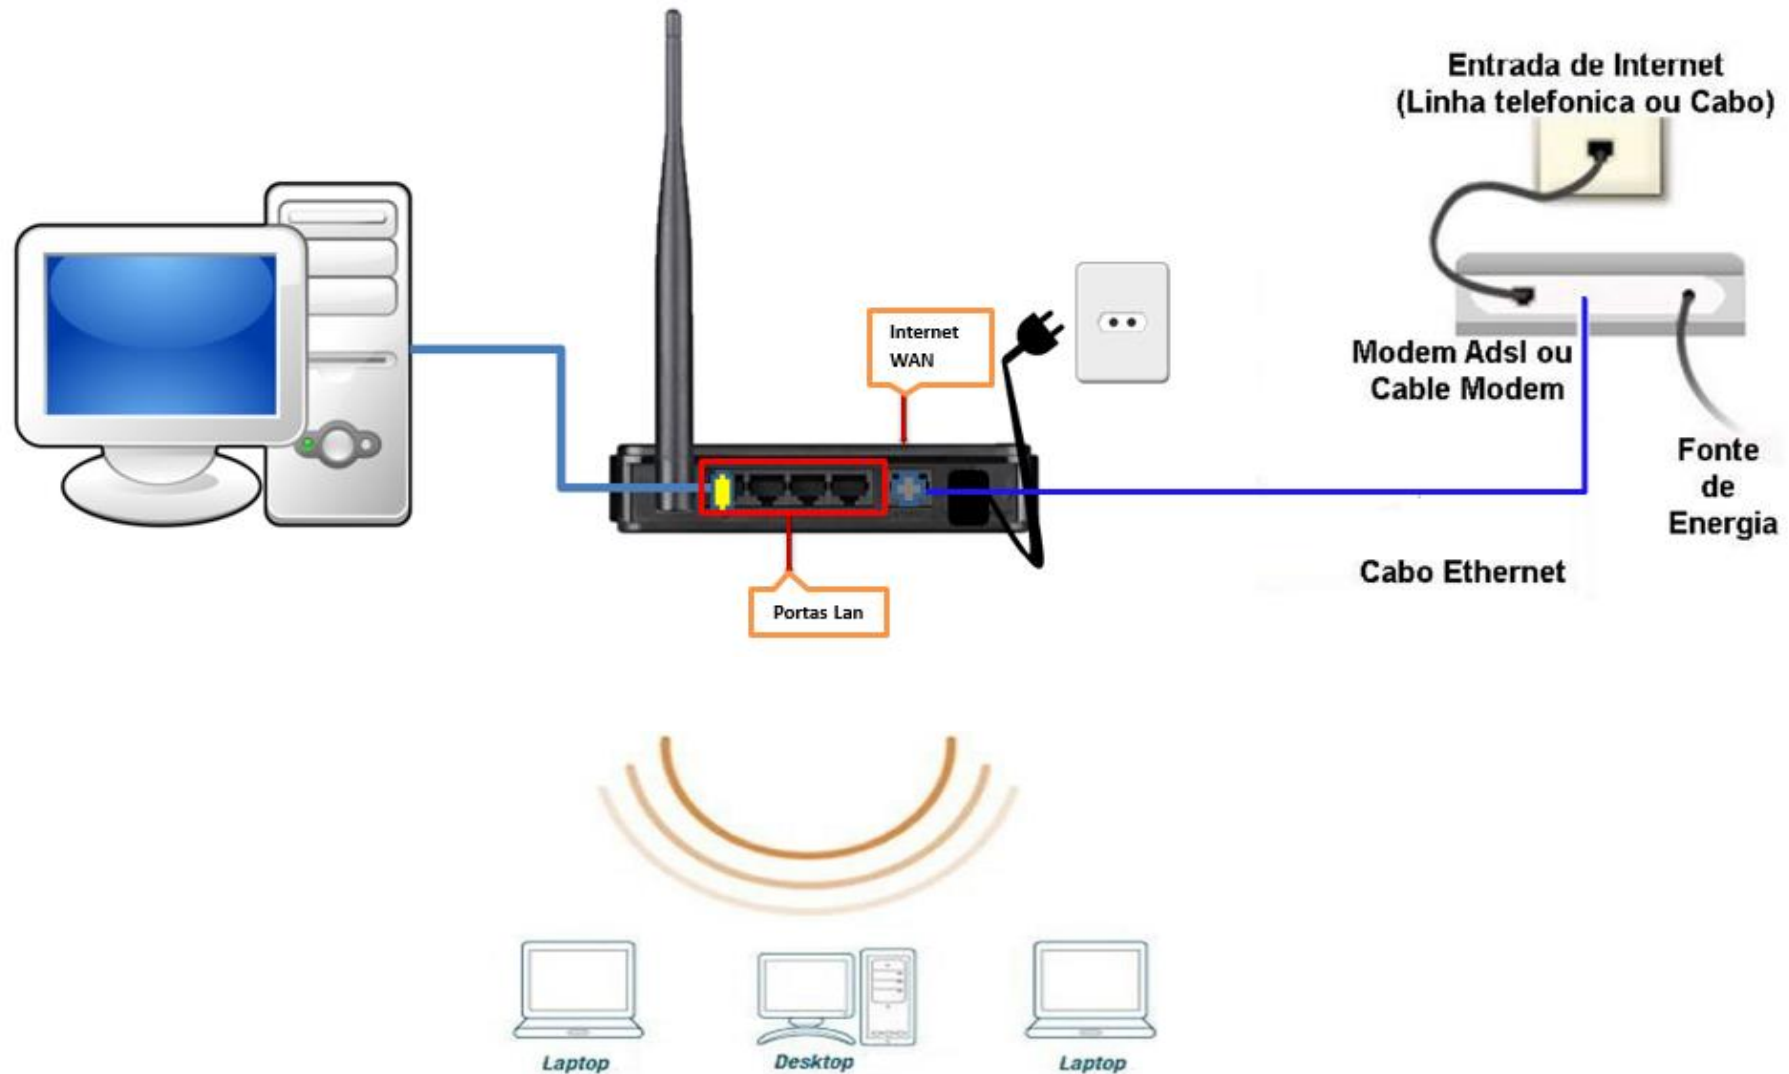 Entrada de Internet
(Linha telefonica ou Cabo)
Internet
WAN
Modem Adsl ou
Cable Modem
Fonte
de
Energia
Cabo Ethernet
Portas Lan
Laptop
Desktop
Laptop